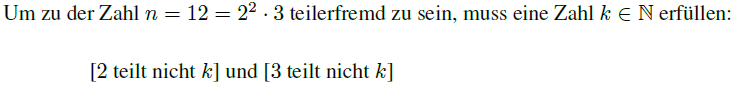 Um zu der Zahl n = 12 = 2² · 3 teilerfremd zu sein, muss eine Zahl k ∈ ℕ erfüllen:
[2 teilt nicht k] und [3 teilt nicht k]